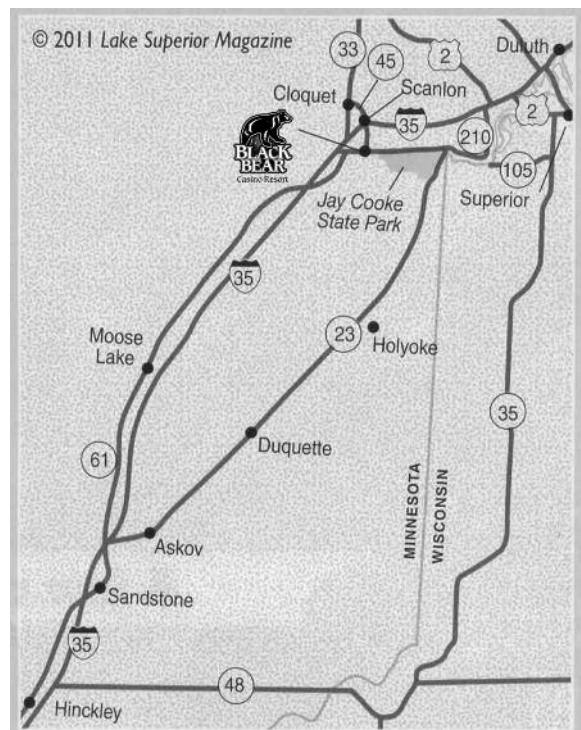 © 2011 Lake Superior Magazine
33
2
Duluth
45
Cloquet
Scanlon
35
2
BLACK
BEAR
Casino Resort
210
105
Jay Cooke
State Park
Superior
35
Moose
Lake
23
Holyoke
35
61
Duquette
MINNESOTA
WISCONSIN
Askov
Sandstone
35
48
Hinckley